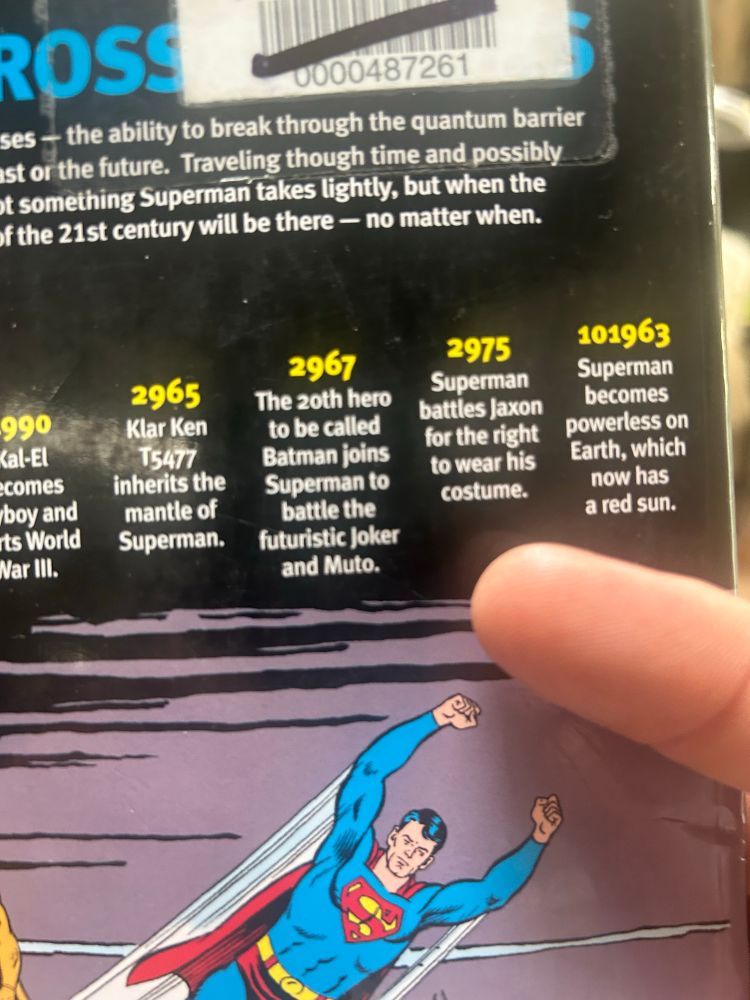 ROSS S
0000487261
ses — the ability to break through the quantum barrier
ast or the future. Traveling though time and possibly
ot something Superman takes lightly, but when the
of the 21st century will be there — no matter when.
990
Kal-El
ecomes
yboy and
rts World
War III.
2965
Klar Ken
T5477
inherits the
mantle of
Superman.
2967
The 20th hero
to be called
Batman joins
Superman to
battle the
futuristic Joker
and Muto.
2975
Superman
battles Jaxon
for the right
to wear his
costume.
101963
Superman
becomes
powerless on
Earth, which
now has
a red sun.
S